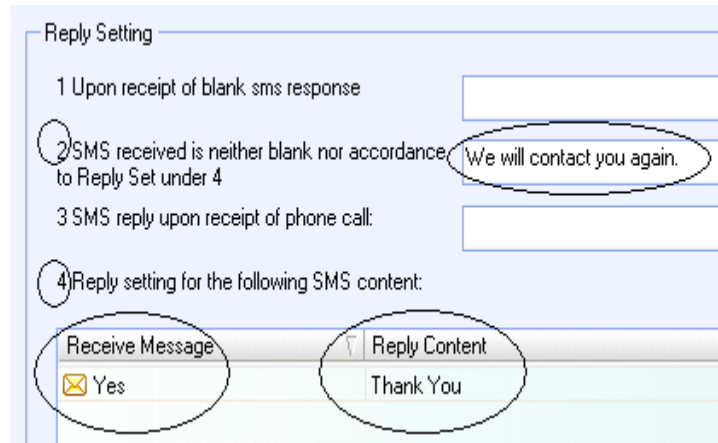 Reply Setting
1 Upon receipt of blank sms response
2 SMS received is neither blank nor accordance
to Reply Set under 4
We will contact you again.
3 SMS reply upon receipt of phone call:
4 Reply setting for the following SMS content:
Receive Message Reply Content
Yes Thank You